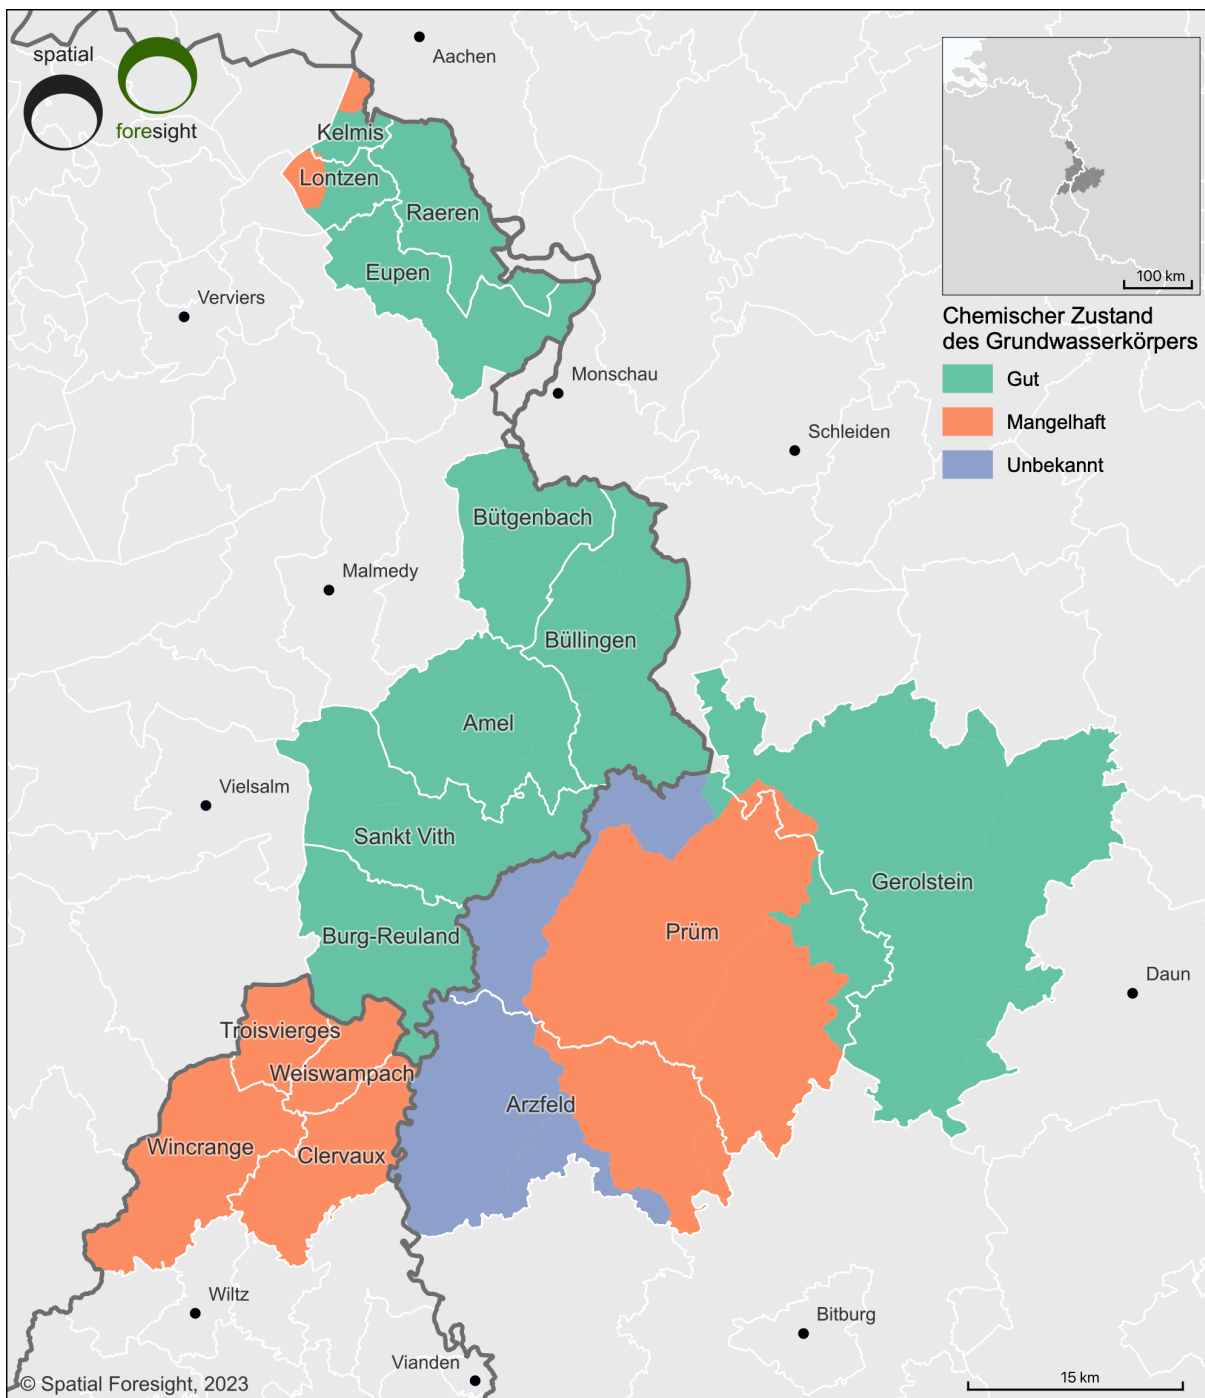 spatial
foresight
Aachen
Kelmis
Lontzen
Raeren
Eupen
Verviers
100 km
Chemischer Zustand
des Grundwasserkörpers
Gut
Mangelhaft
Unbekannt
Monschau
Schleiden
Bütgenbach
Malmedy
Büllingen
Amel
Vielsalm
Sankt Vith
Gerolstein
Burg-Reuland
Prüm
Daun
Troisvierges
Weiswampach
Arzfeld
Wincrange
Clervaux
Wiltz
Bitburg
Vianden
15 km
© Spatial Foresight, 2023